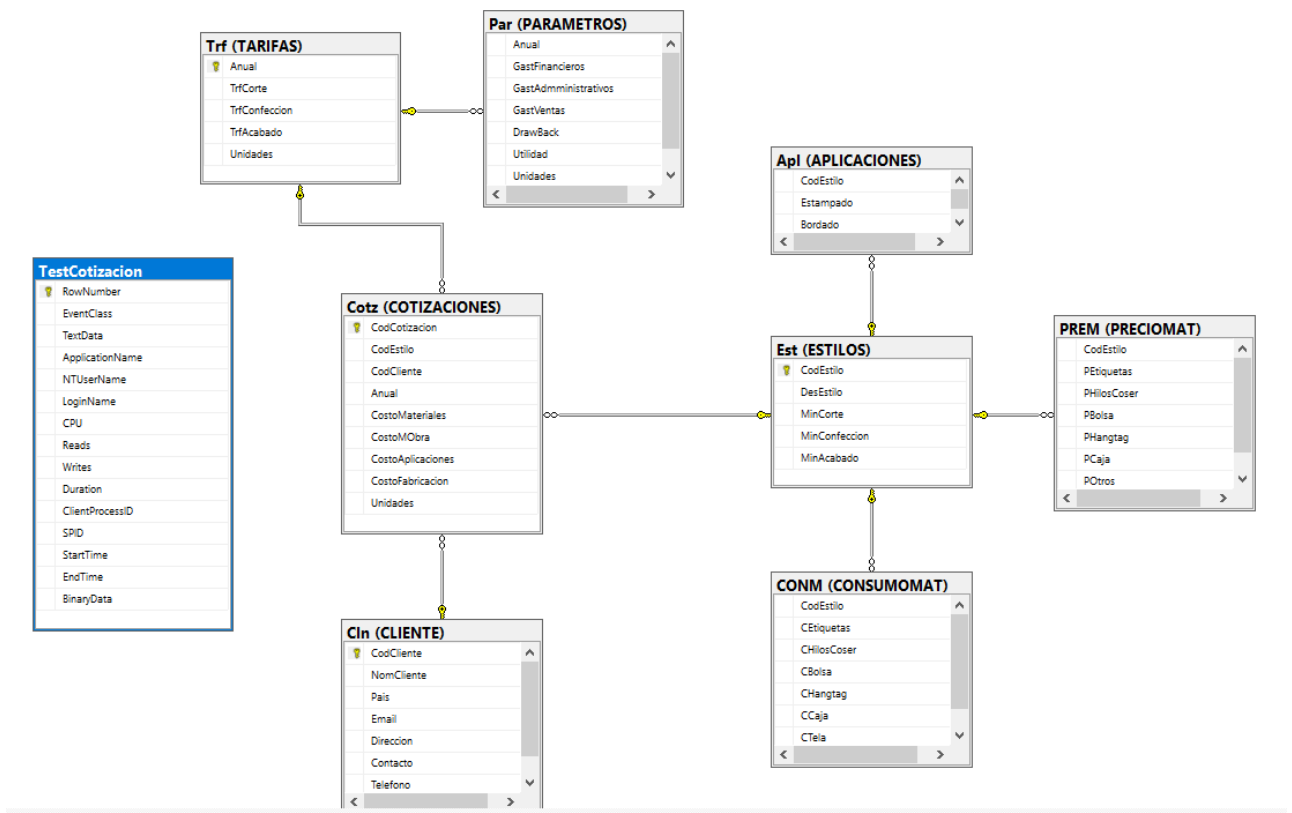 Par (PARAMETROS)
Anual
GastFinancieros
GastAdmministrativos
GastVentas
DrawBack
Utilidad
Unidades
Trf (TARIFAS)
Anual
TrfCorte
TrfConfeccion
TrfAcabado
Unidades
Apl (APLICACIONES)
CodEstilo
Estampado
Bordado
TestCotizacion
RowNumber
EventClass
TextData
ApplicationName
NTUserName
LoginName
CPU
Reads
Writes
Duration
ClientProcessID
SPID
StartTime
EndTime
BinaryData
Cotz (COTIZACIONES)
CodCotizacion
CodEstilo
CodCliente
Anual
CostoMateriales
CostoMObra
CostoAplicaciones
CostoFabricacion
Unidades
Est (ESTILOS)
CodEstilo
DesEstilo
MinCorte
MinConfeccion
MinAcabado
PREM (PRECIOMAT)
CodEstilo
PEtiquetas
PHilosCoser
PBolsa
PHangtag
PCaja
POtros
CONM (CONSUMOMAT)
CodEstilo
CEtiquetas
CHilosCoser
CBolsa
CHangtag
CCaja
CTela
Cln (CLIENTE)
CodCliente
NomCliente
Pais
Email
Direccion
Contacto
Telefono